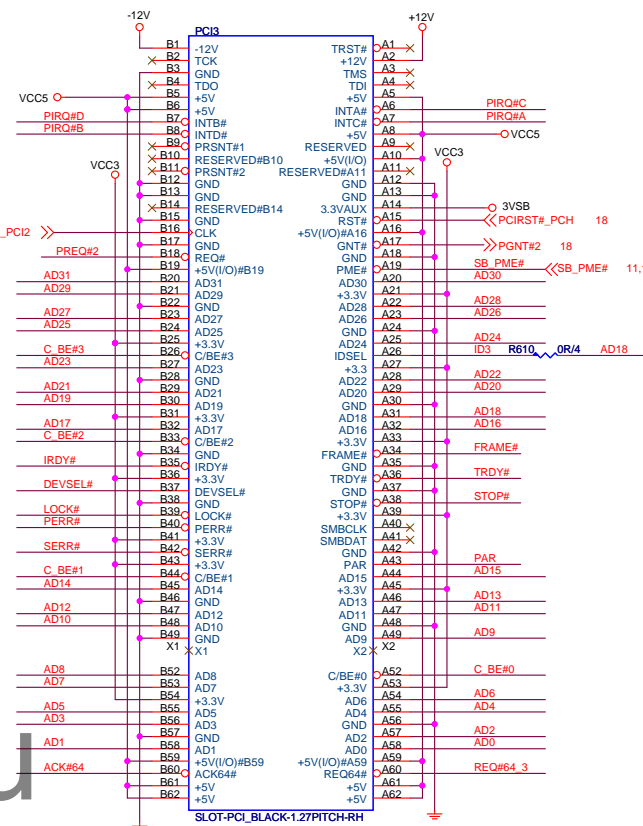 -12V +12V
PCI3
B1 -12V TRST# A1
B2 TCK +12V A2
B3 GND TMS A3
B4 TDO TDI A4
VCC5 B5 +5V +5V A5
B6 +5V INTA# A6 PIRQ#C
PIRQ#D B7 INTB# INTC# A7 PIRQ#A
PIRQ#B B8 INTD# +5V A8 VCC5
B9 PRSNT#1 RESERVED A9
VCC3 B10 RESERVED#B10 +5V(I/O) A10 VCC3
B11 PRSNT#2 RESERVED#A11 A11
B12 GND GND A12
B13 GND GND A13
B14 RESERVED#B14 3.3VAUX A14 3VSB
B15 GND RST# A15 PCIRST#_PCH 18
_PCI2 B16 CLK +5V(I/O)#A16 A16
B17 GND GNT# A17 PGNT#2 18
PREQ#2 B18 REQ# GND A18
B19 +5V(I/O)#B19 PME# A19 SB_PME# SB_PME# 11,
AD31 B20 AD31 AD30 A20 AD30
AD29 B21 AD29 +3.3V A21
B22 GND AD28 A22 AD28
AD27 B23 AD27 AD26 A23 AD26
AD25 B24 AD25 GND A24
B25 +3.3V AD24 A25 AD24
C_BE#3 B26 C/BE#3 IDSEL A26 ID3 R610 0R/4 AD18
AD23 B27 AD23 +3.3 A27
B28 GND AD22 A28 AD22
AD21 B29 AD21 AD20 A29 AD20
AD19 B30 AD19 GND A30
B31 +3.3V AD18 A31 AD18
AD17 B32 AD17 AD16 A32 AD16
C_BE#2 B33 C/BE#2 +3.3V A33
B34 GND FRAME# A34 FRAME#
IRDY# B35 IRDY# GND A35
B36 +3.3V TRDY# A36 TRDY#
DEVSEL# B37 DEVSEL# GND A37
B38 GND STOP# A38 STOP#
LOCK# B39 LOCK# +3.3V A39
PERR# B40 PERR# SMBCLK A40
B41 +3.3V SMBDAT A41
SERR# B42 SERR# GND A42
B43 +3.3V PAR A43 PAR
C_BE#1 B44 C/BE#1 AD15 A44 AD15
AD14 B45 AD14 +3.3V A45
B46 GND AD13 A46 AD13
AD12 B47 AD12 AD11 A47 AD11
AD10 B48 AD10 GND A48
B49 GND AD9 A49 AD9
X1 X1 X2 X2
AD8 B52 AD8 C/BE#0 A52 C_BE#0
AD7 B53 AD7 +3.3V A53
B54 +3.3V AD6 A54 AD6
AD5 B55 AD5 AD4 A55 AD4
AD3 B56 AD3 GND A56
B57 GND AD2 A57 AD2
AD1 B58 AD1 AD0 A58 AD0
B59 +5V(I/O)#B59 +5V(I/O)#A59 A59
ACK#64 B60 ACK64# REQ64# A60 REQ#64_3
B61 +5V +5V A61
B62 +5V +5V A62
SLOT-PCI_BLACK-1.27PITCH-RH